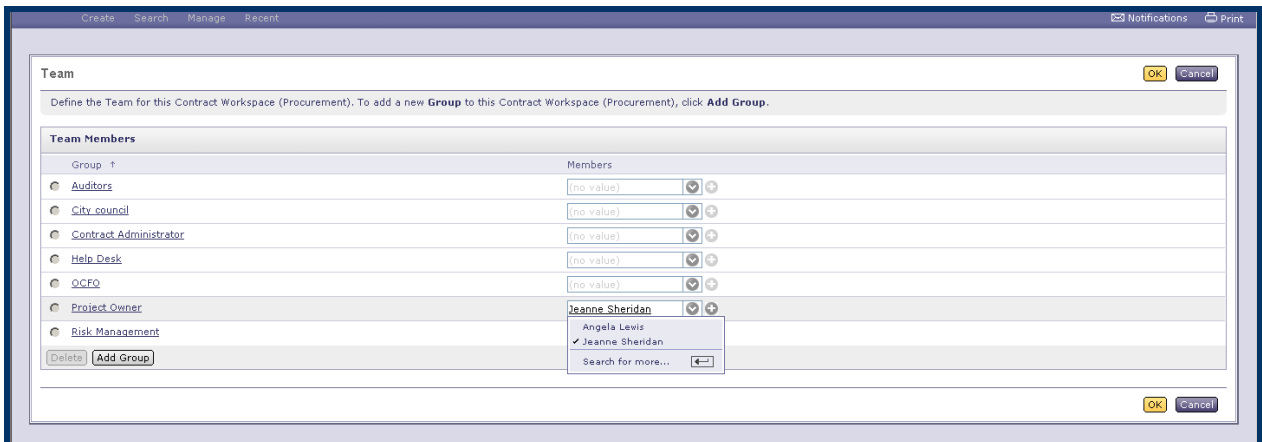 Create Search Manage Recent Notifications Print
Team OK Cancel
Define the Team for this Contract Workspace (Procurement). To add a new Group to this Contract Workspace (Procurement), click Add Group.
Team Members
Group ↑ Members
Auditors (no value)
City council (no value)
Contract Administrator (no value)
Help Desk (no value)
OCFO (no value)
Project Owner Jeanne Sheridan
Angela Lewis
Risk Management ✓ Jeanne Sheridan
Delete Add Group Search for more...
OK Cancel